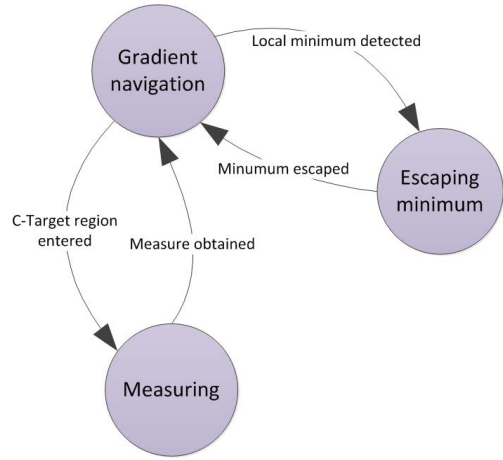 Gradient
navigation
Local minimum detected
Minumum escaped
Escaping
minimum
C-Target region
entered
Measure obtained
Measuring